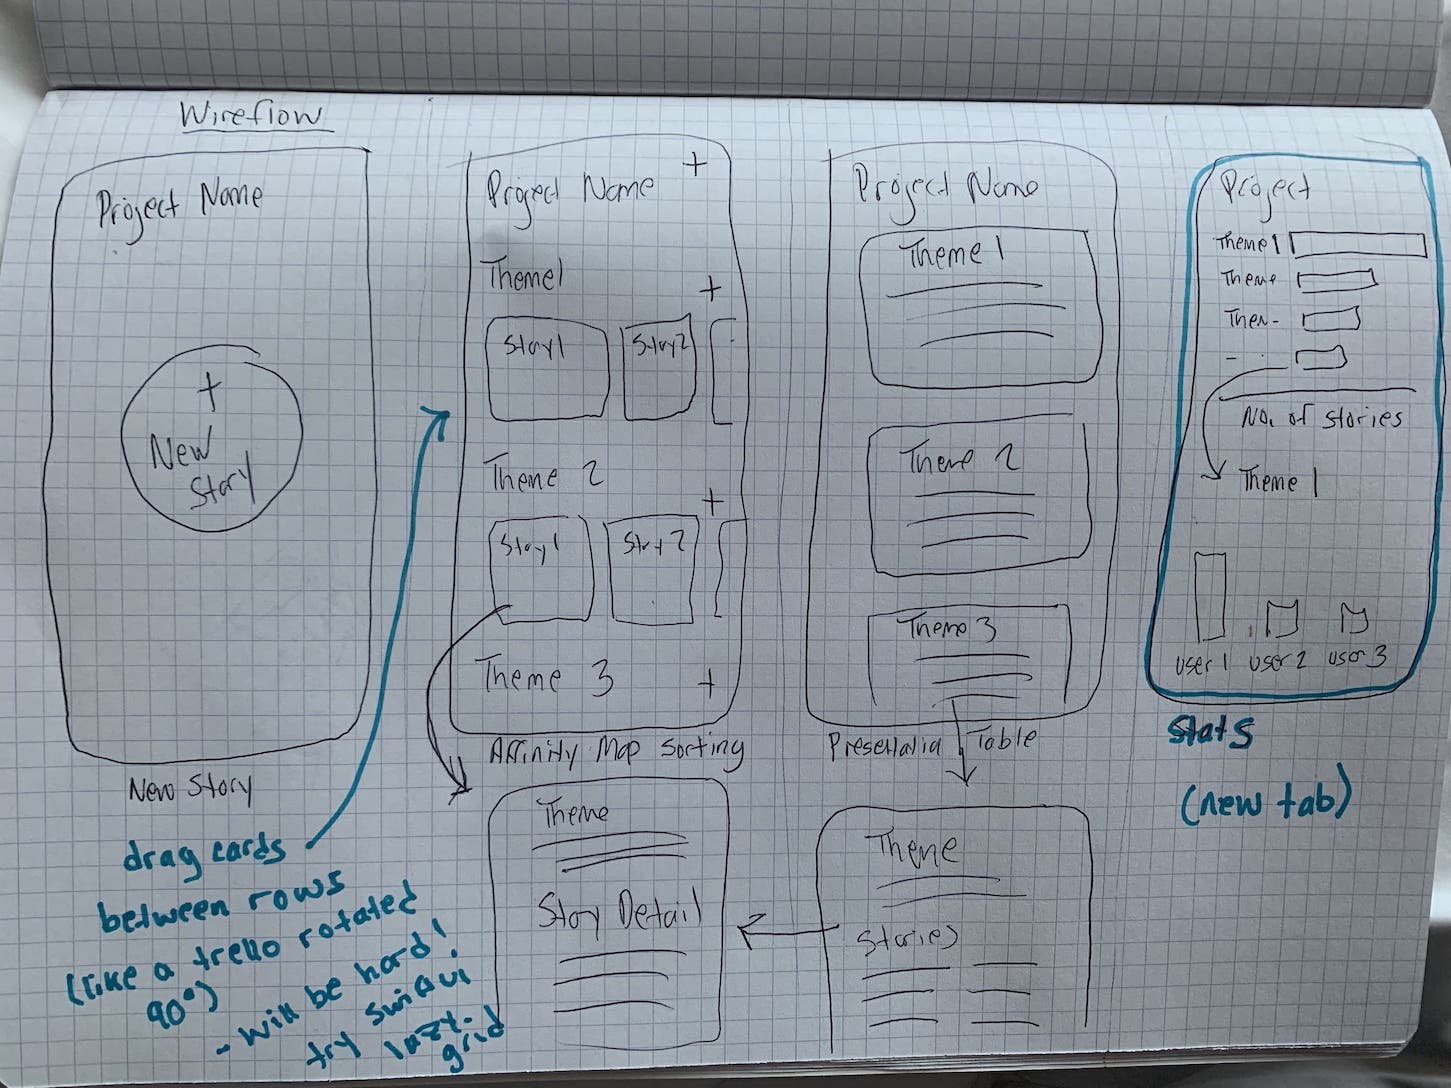 Wireflow
Project Name
+
New
Story
New Story
drag cards
between rows
(like a trello rotated
90°)
- will be hard!
try swiftui
lazy-
grid
Project Name +
Theme1
+
Story1 Story2
Theme 2
+
Story1 Story2
Theme 3 +
Affinity Map Sorting
Theme
Story Detail
Project Name
Theme 1
Theme 2
Theme 3
Table
Theme
Stories
Project
Theme 1
Theme
Them-
- -
No. of stories
Theme 1
user 1 user 2 user 3
Stats
(new tab)